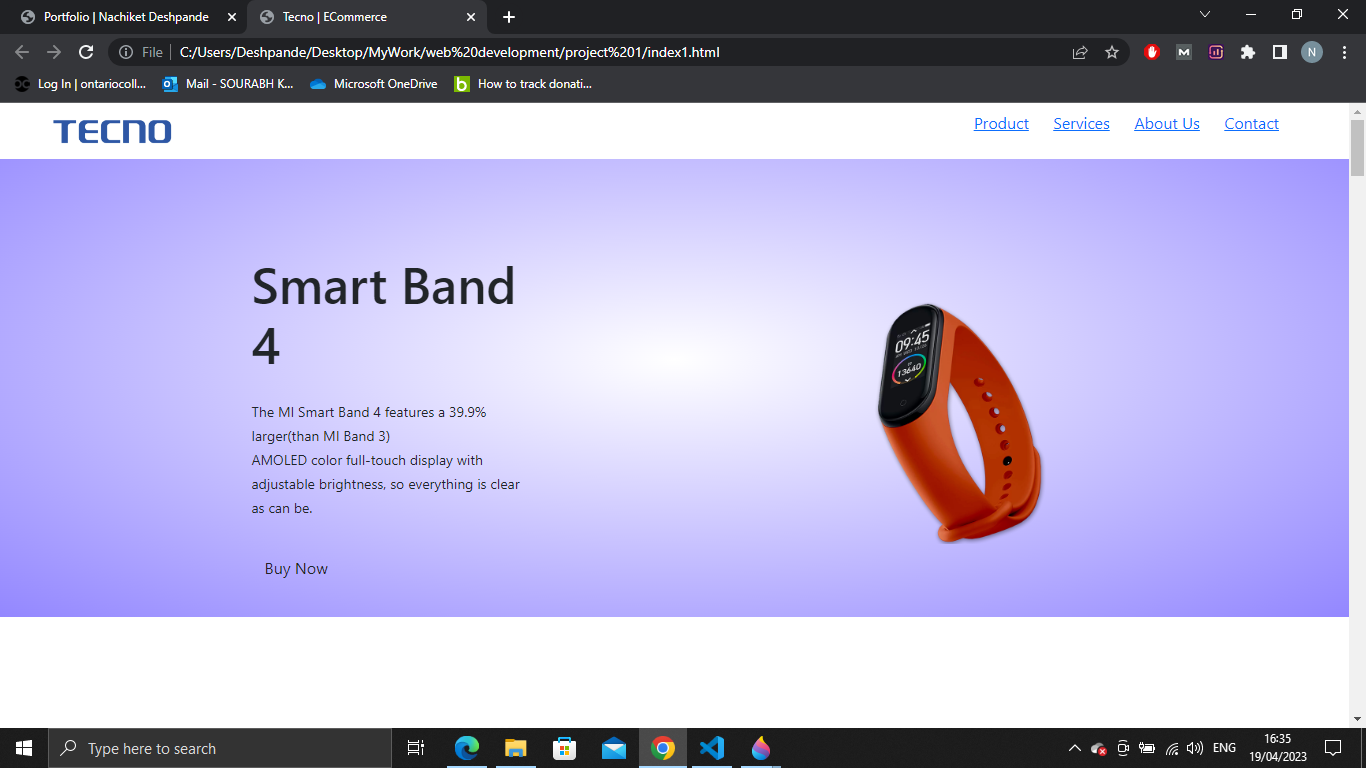 Portfolio | Nachiket Deshpande
Tecno | ECommerce
File C:/Users/Deshpande/Desktop/MyWork/web%20development/project%201/index1.html
N
Log In | ontariocoll...
Mail - SOURABH K...
Microsoft OneDrive
How to track donati...
TECNO
Product Services About Us Contact
Smart Band
4
09:45
13640
The MI Smart Band 4 features a 39.9%
larger(than MI Band 3)
AMOLED color full-touch display with
adjustable brightness, so everything is clear
as can be.
Buy Now
Type here to search
ENG
16:35
19/04/2023